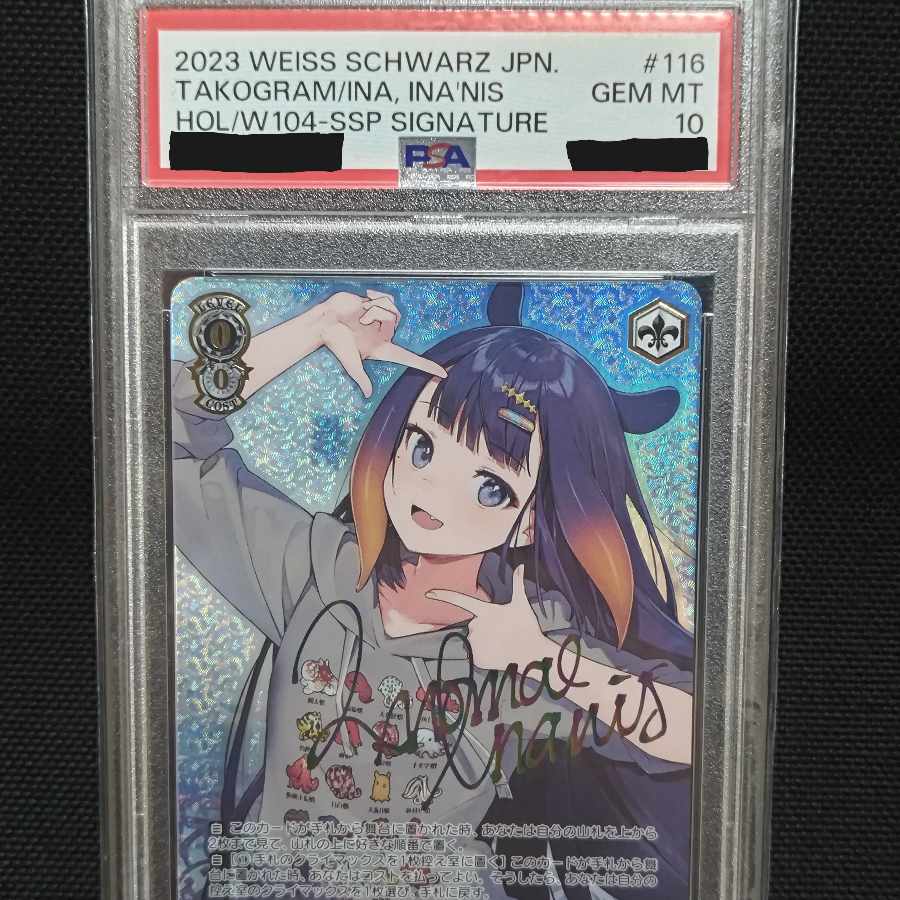 2023 WEISS SCHWARZ JPN. #116
TAKOGRAM/INA, INA'NIS GEM MT
HOL/W104-SSP SIGNATURE 10
PSA
LEVEL
0
0
COST
Ninomae
Inanis
自 このカードが手札から舞台に置かれた時、あなたは自分の山札を上から
2枚まで見て、山札の上に好きな順番で置く。
自【(1) 手札のクライマックスを1枚控え室に置く】このカードが手札から舞
台に置かれた時、あなたはコストを払ってよい。そうしたら、あなたは自分の
控え室のクライマックスを1枚選び、手札に戻す。